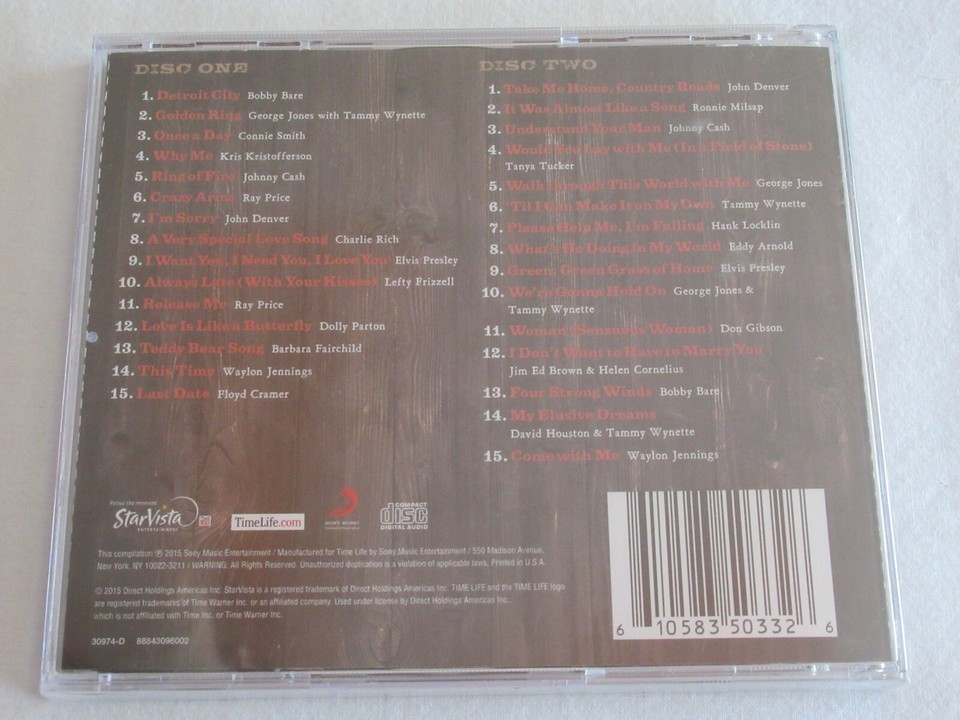 DISC ONE
1. Detroit City Bobby Bare
2. Golden Ring George Jones with Tammy Wynette
3. Once a Day Connie Smith
4. Why Me Kris Kristofferson
5. Ring of Fire Johnny Cash
6. Crazy Arms Ray Price
7. I'm Sorry John Denver
8. A Very Special Love Song Charlie Rich
9. I Want You, I Need You, I Love You Elvis Presley
10. Always Late (With Your Kisses) Lefty Frizzell
11. Release Me Ray Price
12. Love Is Like a Butterfly Dolly Parton
13. Teddy Bear Song Barbara Fairchild
14. This Time Waylon Jennings
15. Last Date Floyd Cramer
DISC TWO
1. Take Me Home, Country Roads John Denver
2. It Was Almost Like a Song Ronnie Milsap
3. Understand Your Man Johnny Cash
4. Would You Lay with Me (In a Field of Stone)
Tanya Tucker
5. Walk through This World with Me George Jones
6. 'Til I Can Make It on My Own Tammy Wynette
7. Please Help Me, I'm Falling Hank Locklin
8. What's He Doing in My World Eddy Arnold
9. Green, Green Grass of Home Elvis Presley
10. We're Gonna Hold On George Jones &
Tammy Wynette
11. Woman (Sensuous Woman) Don Gibson
12. I Don't Want to Have to Marry You
Jim Ed Brown & Helen Cornelius
13. Four Strong Winds Bobby Bare
14. My Elusive Dreams
David Houston & Tammy Wynette
15. Come with Me Waylon Jennings
Relive the moment
StarVista
ENTERTAINMENT
TimeLife.com
SONY MUSIC
COMPACT
disc
DIGITAL AUDIO
This compilation ℗ 2015 Sony Music Entertainment / Manufactured for Time Life by Sony Music Entertainment / 550 Madison Avenue,
New York, NY 10022-3211 / WARNING: All Rights Reserved. Unauthorized duplication is a violation of applicable laws. Printed in U.S.A.
© 2015 Direct Holdings Americas Inc. StarVista is a registered trademark of Direct Holdings Americas Inc. TIME LIFE and the TIME LIFE logo
are registered trademarks of Time Warner Inc. or an affiliated company. Used under license by Direct Holdings Americas Inc.,
which is not affiliated with Time Inc. or Time Warner Inc.
30974-D 88843096002
6 10583 50332 6